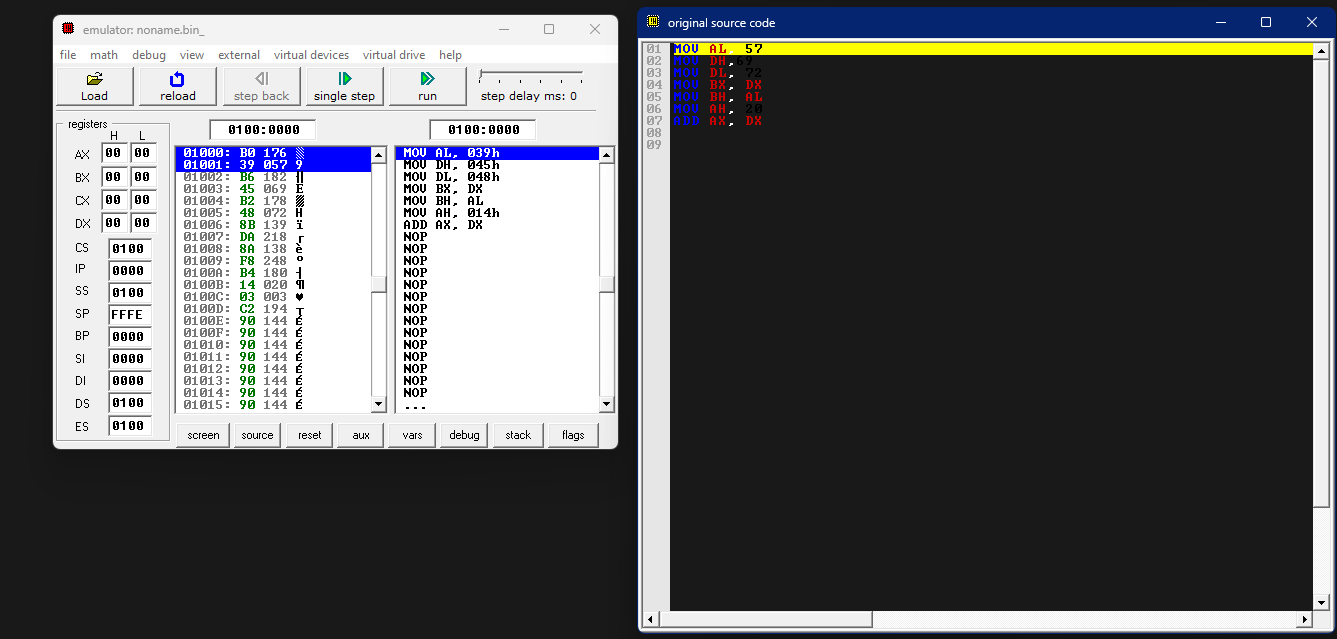 emulator: noname.bin_
file math debug view external virtual devices virtual drive help
Load reload step back single step run step delay ms: 0
registers
H L
0100:0000 0100:0000
AX 00 00
BX 00 00
CX 00 00
DX 00 00
CS 0100
IP 0000
SS 0100
SP FFFE
BP 0000
SI 0000
DI 0000
DS 0100
ES 0100
01000: B0 176 ▒
01001: 39 057 9
01002: B6 182 ╢
01003: 45 069 E
01004: B2 178 ▓
01005: 48 072 H
01006: 8B 139 ï
01007: DA 218 ┌
01008: 8A 138 è
01009: F8 248 °
0100A: B4 180 ┤
0100B: 14 020 ¶
0100C: 03 003 ♥
0100D: C2 194 ┬
0100E: 90 144 É
0100F: 90 144 É
01010: 90 144 É
01011: 90 144 É
01012: 90 144 É
01013: 90 144 É
01014: 90 144 É
01015: 90 144 É
MOV AL, 039h
MOV DH, 045h
MOV DL, 048h
MOV BX, DX
MOV BH, AL
MOV AH, 014h
ADD AX, DX
NOP
NOP
NOP
NOP
NOP
NOP
NOP
NOP
NOP
NOP
NOP
NOP
NOP
NOP
...
screen source reset aux vars debug stack flags
original source code
01 MOV AL, 57
02 MOV DH,69
03 MOV DL, 72
04 MOV BX, DX
05 MOV BH, AL
06 MOV AH, 20
07 ADD AX, DX
08
09